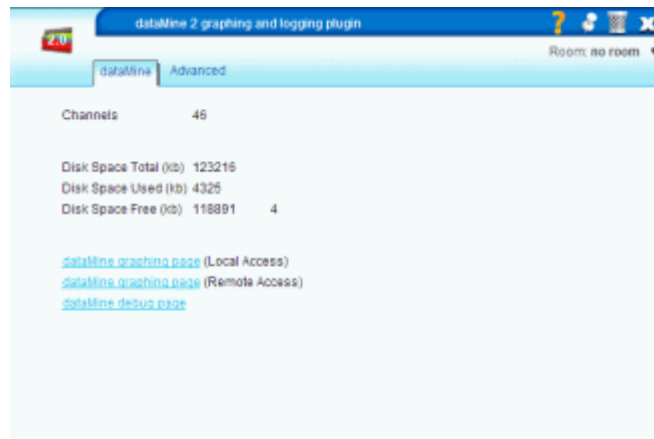 dataMine 2 graphing and logging plugin
2.0
Room: no room
dataMine Advanced
Channels 46
Disk Space Total (kb) 123216
Disk Space Used (kb) 4325
Disk Space Free (kb) 118891 4
dataMine graphing page (Local Access)
dataMine graphing page (Remote Access)
dataMine debug page